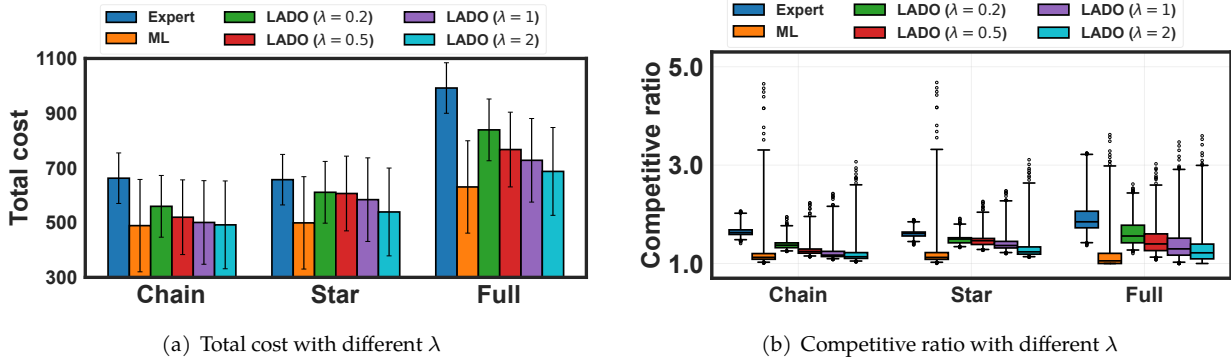 Expert LADO (λ = 0.2) LADO (λ = 1)
ML LADO (λ = 0.5) LADO (λ = 2)
1100
900
700
500
300
Total cost
Chain Star Full
(a) Total cost with different λ
Expert LADO (λ = 0.2) LADO (λ = 1)
ML LADO (λ = 0.5) LADO (λ = 2)
5.0
3.0
1.0
Competitive ratio
Chain Star Full
(b) Competitive ratio with different λ